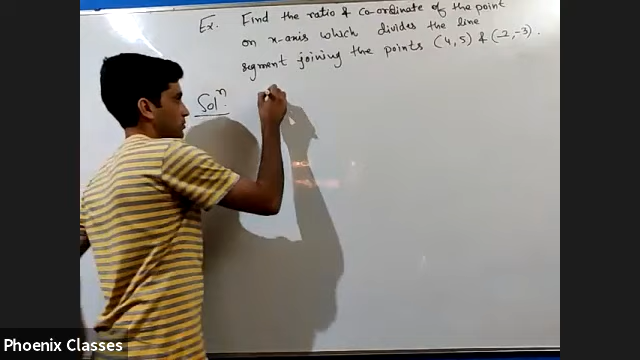 Ex. Find the ratio & co-ordinate of the point
on x-axis which divides the line
segment joining the points (4, 5) & (-2, -3).
Solⁿ:
Phoenix Classes